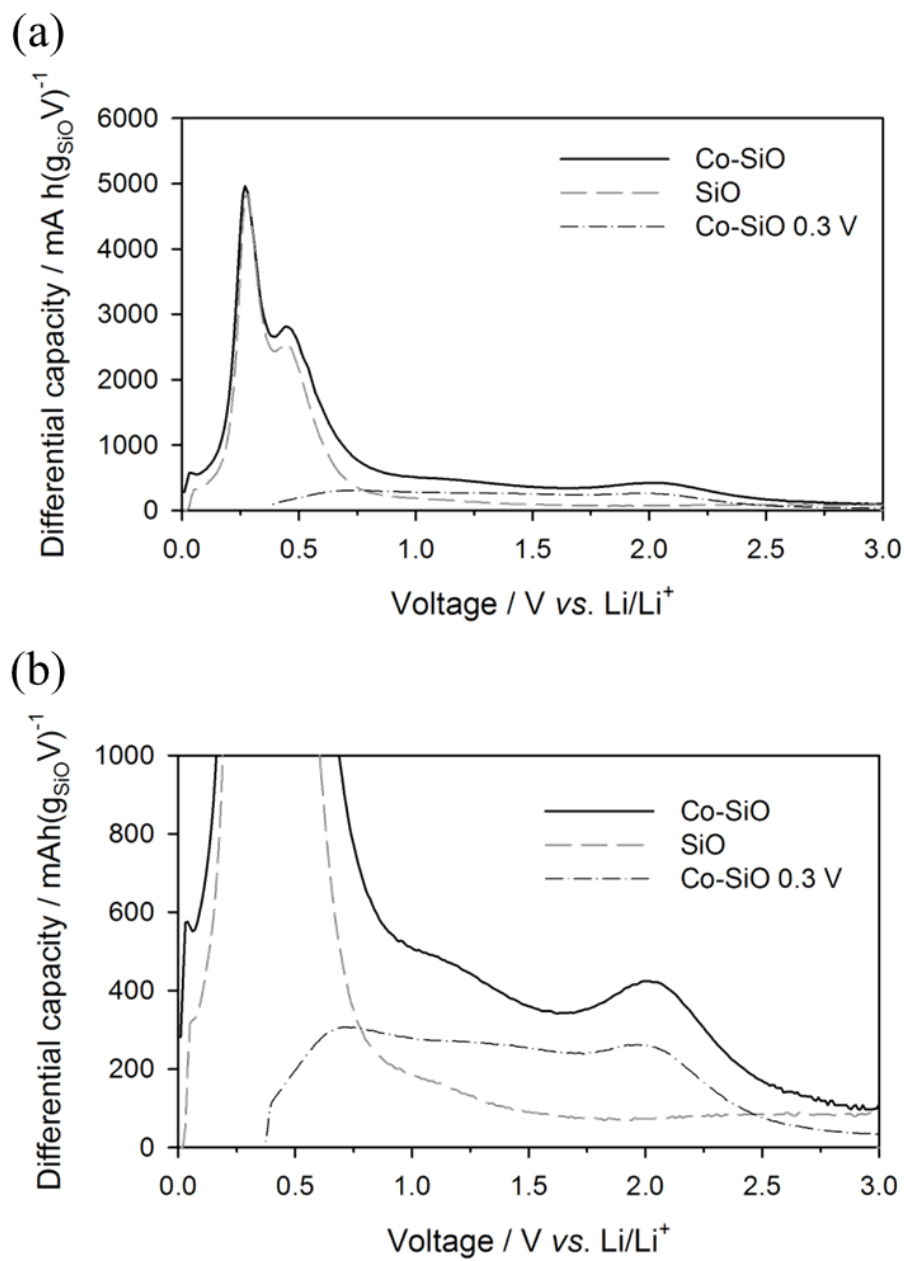 (a)
Differential capacity / mA h(g_SiO V)⁻¹
6000
5000
4000
3000
2000
1000
0
Co-SiO
SiO
Co-SiO 0.3 V
0.0 0.5 1.0 1.5 2.0 2.5 3.0
Voltage / V vs. Li/Li⁺
(b)
Differential capacity / mAh(g_SiO V)⁻¹
1000
800
600
400
200
0
Co-SiO
SiO
Co-SiO 0.3 V
0.0 0.5 1.0 1.5 2.0 2.5 3.0
Voltage / V vs. Li/Li⁺